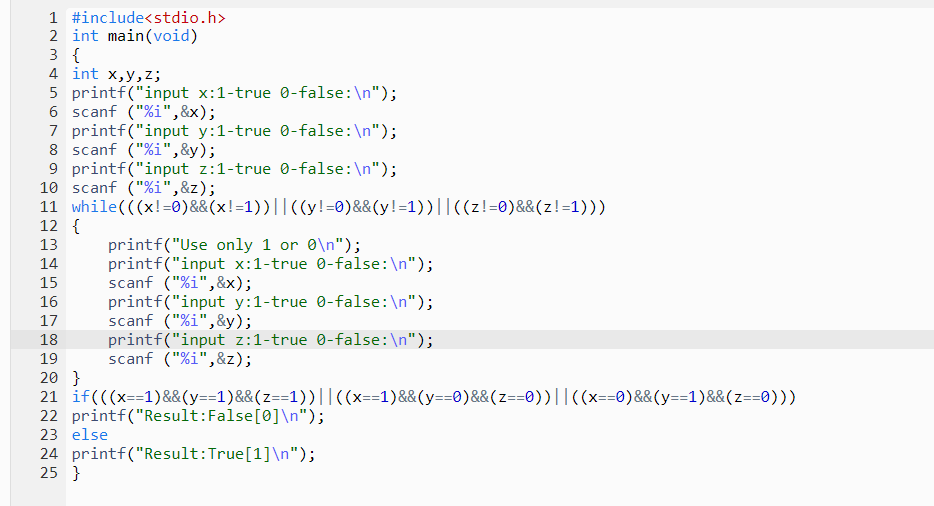 1 #include<stdio.h>
2 int main(void)
3 {
4 int x,y,z;
5 printf("input x:1-true 0-false:\n");
6 scanf ("%i",&x);
7 printf("input y:1-true 0-false:\n");
8 scanf ("%i",&y);
9 printf("input z:1-true 0-false:\n");
10 scanf ("%i",&z);
11 while(((x!=0)&&(x!=1))||((y!=0)&&(y!=1))||((z!=0)&&(z!=1)))
12 {
13     printf("Use only 1 or 0\n");
14     printf("input x:1-true 0-false:\n");
15     scanf ("%i",&x);
16     printf("input y:1-true 0-false:\n");
17     scanf ("%i",&y);
18     printf("input z:1-true 0-false:\n");
19     scanf ("%i",&z);
20 }
21 if(((x==1)&&(y==1)&&(z==1))||((x==1)&&(y==0)&&(z==0))||((x==0)&&(y==1)&&(z==0)))
22 printf("Result:False[0]\n");
23 else
24 printf("Result:True[1]\n");
25 }